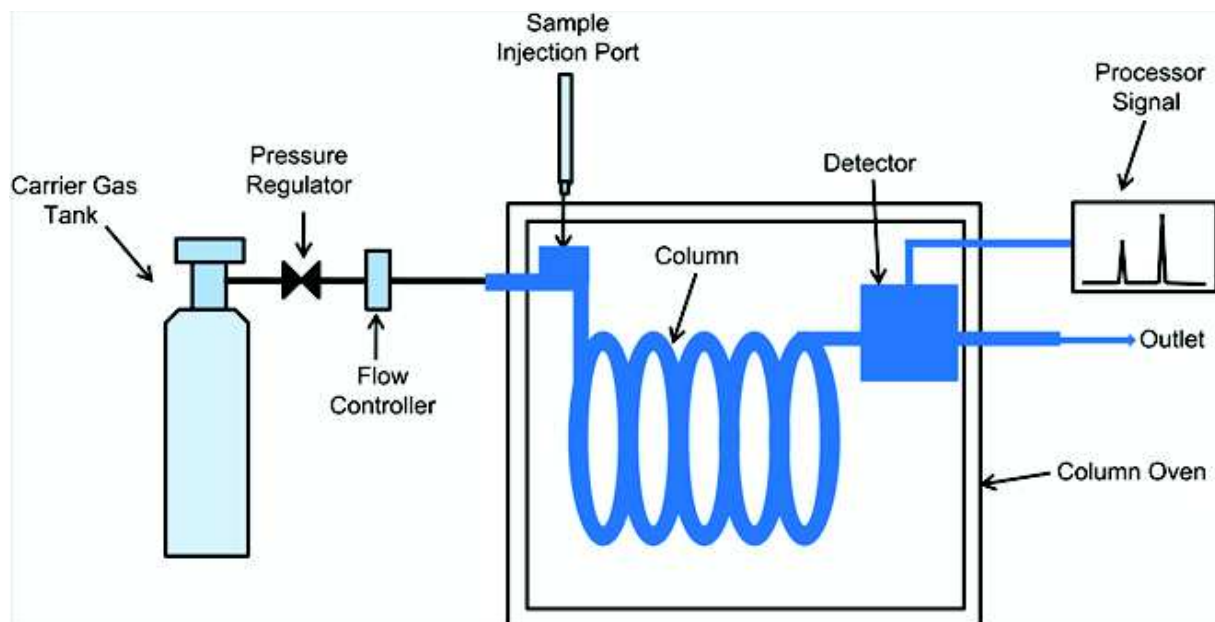 Sample
Injection Port
Processor
Signal
Pressure
Regulator
Detector
Carrier Gas
Tank
Column
Outlet
Flow
Controller
Column Oven